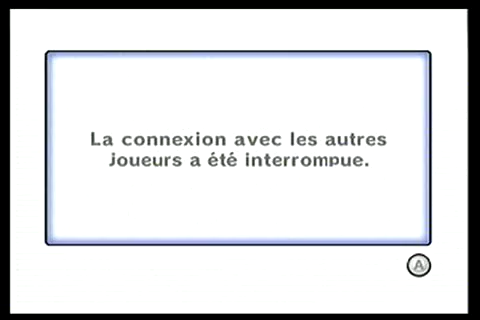 La connexion avec les autres
joueurs a été interrompue.
A